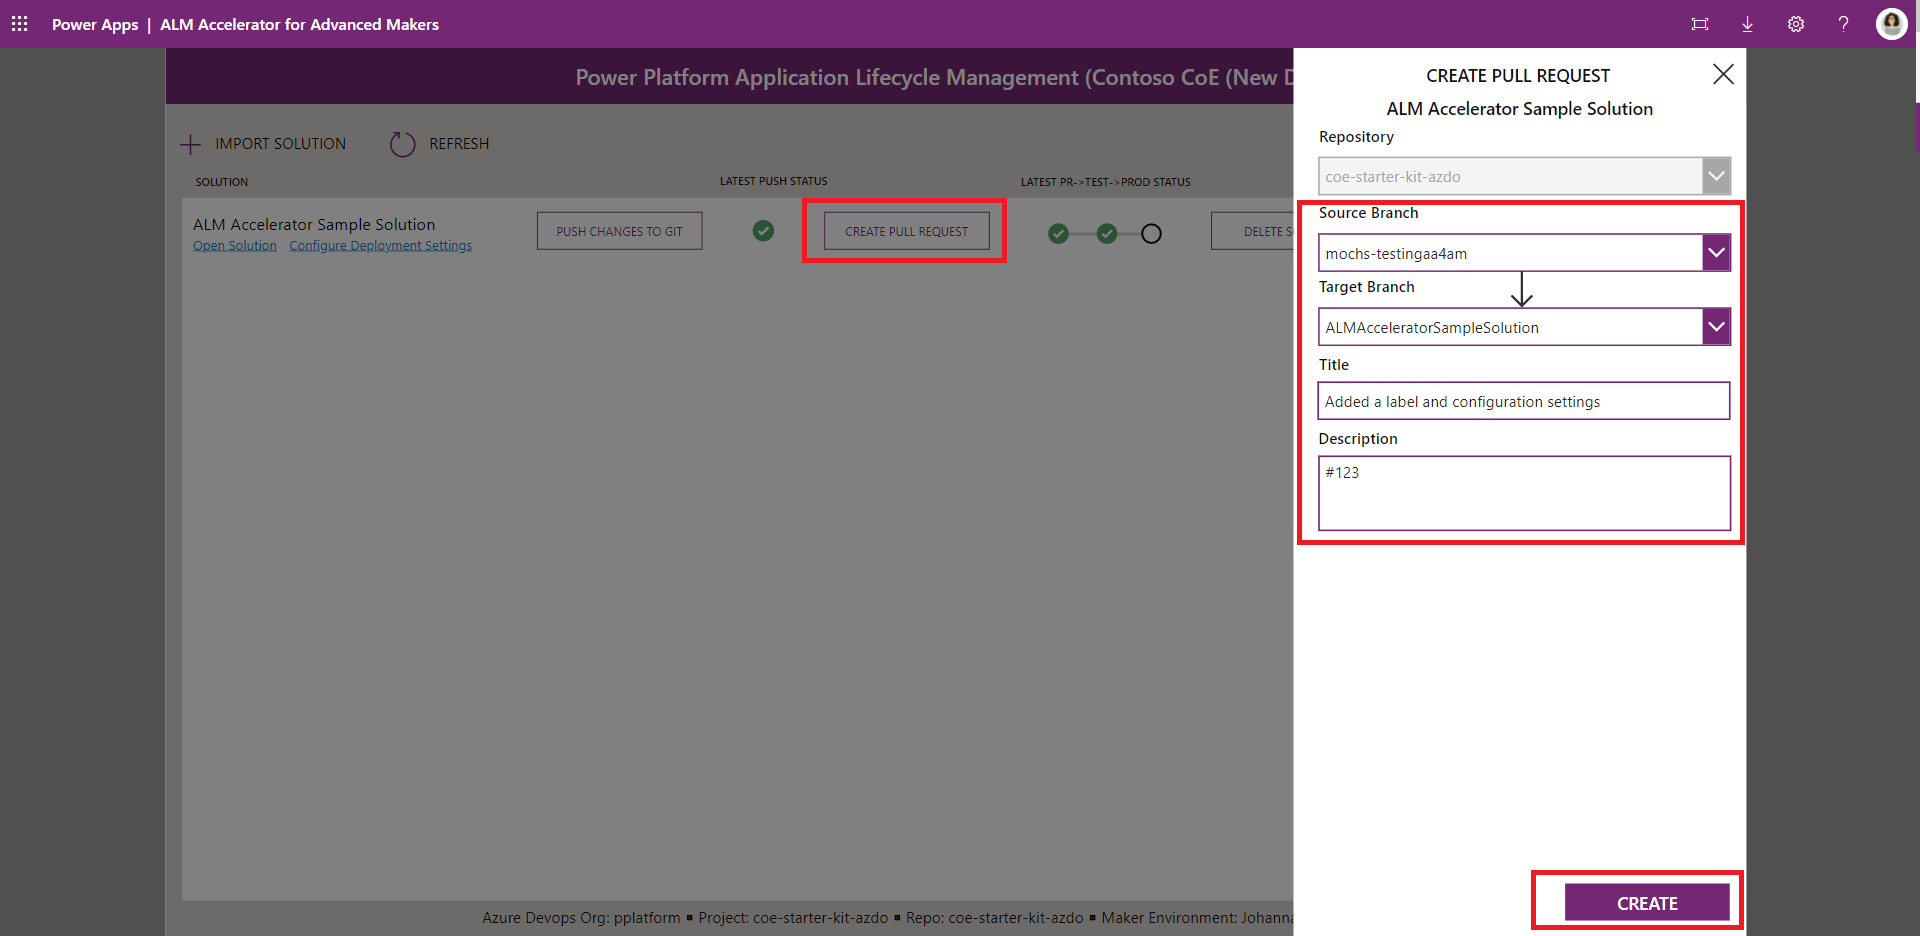 Power Apps | ALM Accelerator for Advanced Makers
Power Platform Application Lifecycle Management (Contoso CoE (New
IMPORT SOLUTION
REFRESH
SOLUTION
LATEST PUSH STATUS
LATEST PR->TEST->PROD STATUS
ALM Accelerator Sample Solution
Open Solution
Configure Deployment Settings
PUSH CHANGES TO GIT
CREATE PULL REQUEST
DELETE
CREATE PULL REQUEST
ALM Accelerator Sample Solution
Repository
coe-starter-kit-azdo
Source Branch
mochs-testingaa4am
Target Branch
ALMAcceleratorSampleSolution
Title
Added a label and configuration settings
Description
#123
CREATE
Azure Devops Org: pplatform ▪ Project: coe-starter-kit-azdo ▪ Repo: coe-starter-kit-azdo ▪ Maker Environment: Johanna